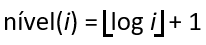 nível(i) = ⌊log i⌋ + 1